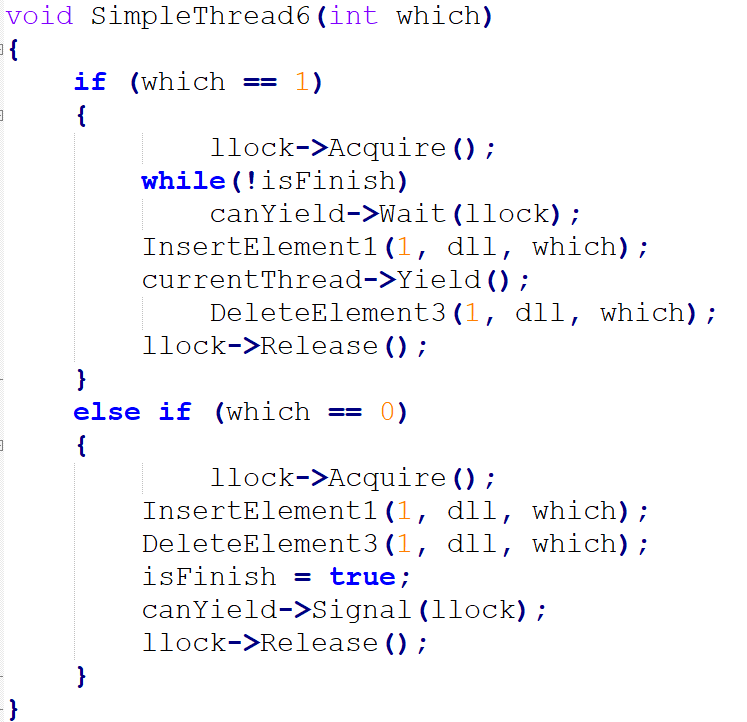 void SimpleThread6(int which)
{
    if (which == 1)
    {
            llock->Acquire();
        while(!isFinish)
            canYield->Wait(llock);
        InsertElement1(1, dll, which);
        currentThread->Yield();
            DeleteElement3(1, dll, which);
        llock->Release();
    }
    else if (which == 0)
    {
            llock->Acquire();
        InsertElement1(1, dll, which);
        DeleteElement3(1, dll, which);
        isFinish = true;
        canYield->Signal(llock);
        llock->Release();
    }
}